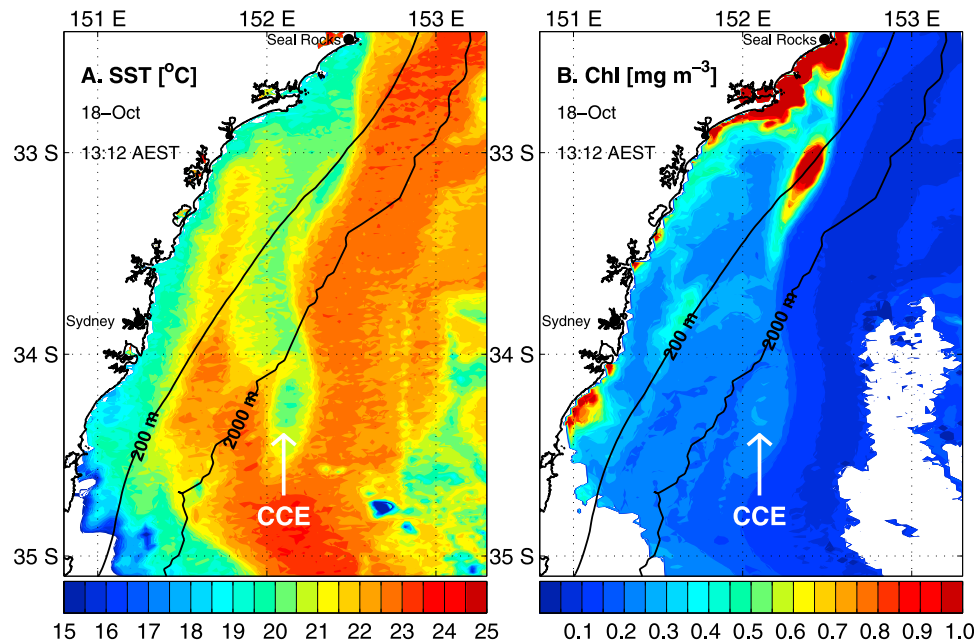 151 E 152 E 153 E 151 E 152 E 153 E
Seal Rocks Seal Rocks
A. SST [°C] B. Chl [mg m⁻³]
18–Oct 18–Oct
13:12 AEST 13:12 AEST
33 S 33 S
Sydney Sydney
34 S 34 S
200 m 2000 m 200 m 2000 m
CCE CCE
35 S 35 S
15 16 17 18 19 20 21 22 23 24 25 0.1 0.2 0.3 0.4 0.5 0.6 0.7 0.8 0.9 1.0